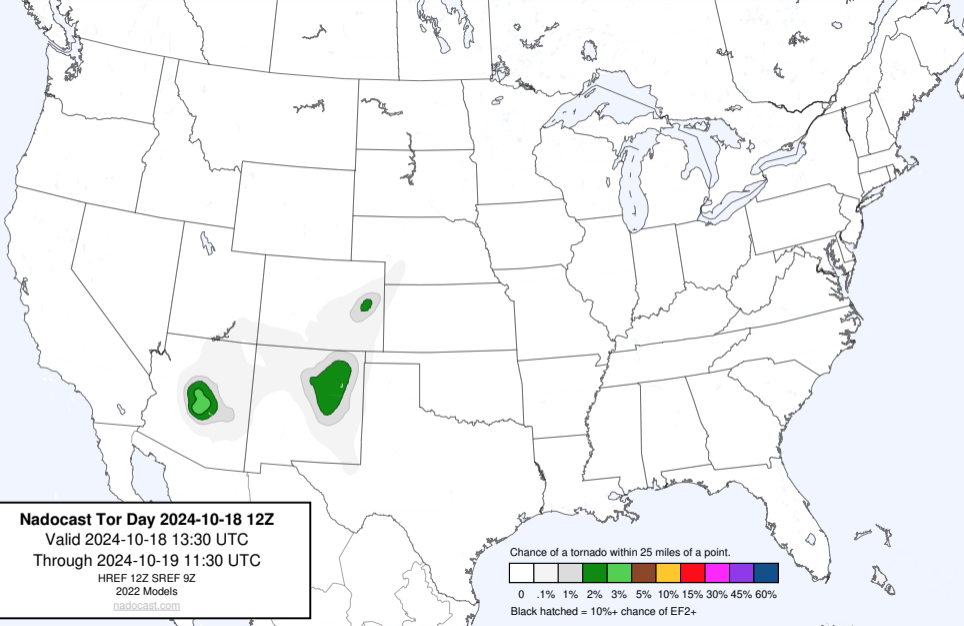 Nadocast Tor Day 2024-10-18 12Z
Valid 2024-10-18 13:30 UTC
Through 2024-10-19 11:30 UTC
HREF 12Z SREF 9Z
2022 Models
nadocast.com
Chance of a tornado within 25 miles of a point.
0 .1% 1% 2% 3% 5% 10% 15% 30% 45% 60%
Black hatched = 10%+ chance of EF2+